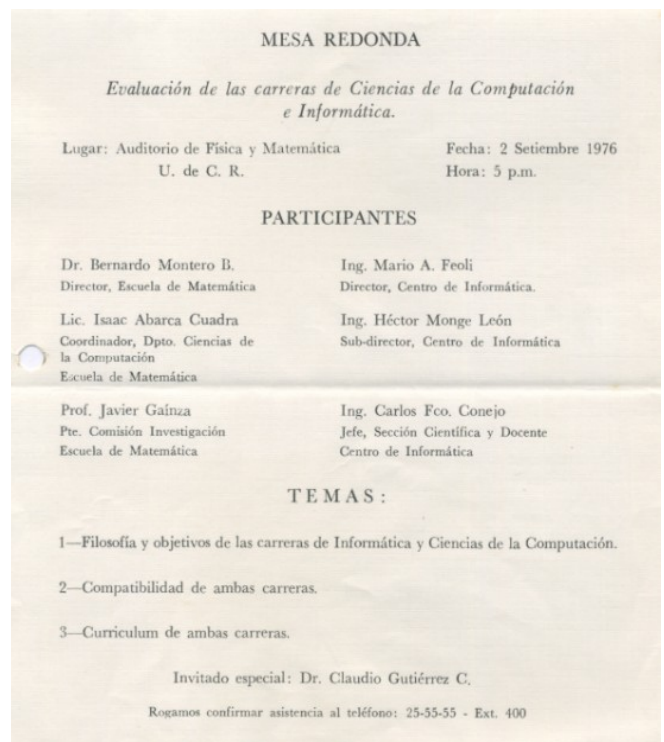 MESA REDONDA
Evaluación de las carreras de Ciencias de la Computación
e Informática.
Lugar: Auditorio de Física y Matemática
U. de C. R.
Fecha: 2 Setiembre 1976
Hora: 5 p.m.
PARTICIPANTES
Dr. Bernardo Montero B.
Director, Escuela de Matemática
Ing. Mario A. Feoli
Director, Centro de Informática.
Lic. Isaac Abarca Cuadra
Coordinador, Dpto. Ciencias de
la Computación
Escuela de Matemática
Ing. Héctor Monge León
Sub-director, Centro de Informática
Prof. Javier Gaínza
Pte. Comisión Investigación
Escuela de Matemática
Ing. Carlos Fco. Conejo
Jefe, Sección Científica y Docente
Centro de Informática
TEMAS:
1—Filosofía y objetivos de las carreras de Informática y Ciencias de la Computación.
2—Compatibilidad de ambas carreras.
3—Curriculum de ambas carreras.
Invitado especial: Dr. Claudio Gutiérrez C.
Rogamos confirmar asistencia al teléfono: 25-55-55 - Ext. 400